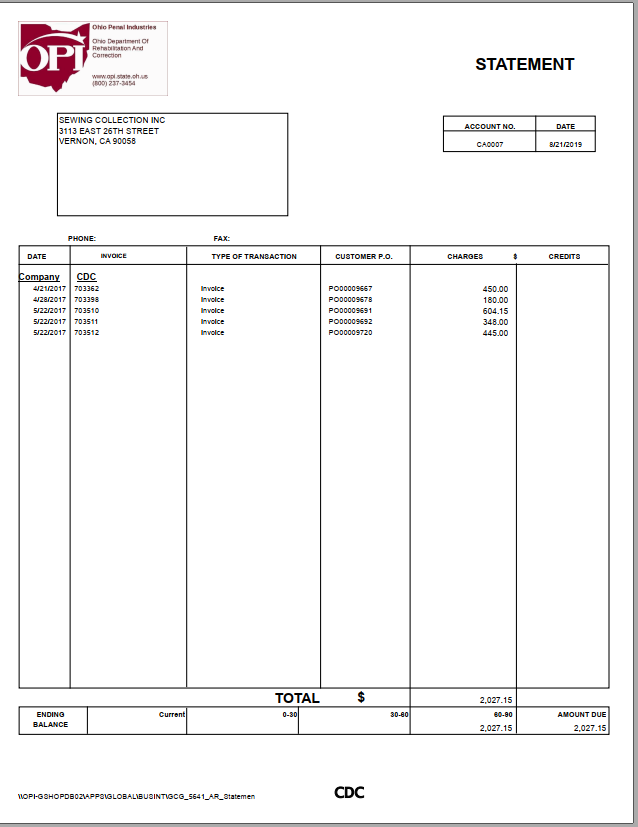 Ohio Penal Industries
Ohio Department Of
Rehabilitation And
Correction
OPI
www.opi.state.oh.us
(800) 237-3454
STATEMENT
SEWING COLLECTION INC
3113 EAST 26TH STREET
VERNON, CA 90058
ACCOUNT NO. DATE
CA0007 8/21/2019
PHONE: FAX:
DATE INVOICE TYPE OF TRANSACTION CUSTOMER P.O. CHARGES $ CREDITS
Company CDC
4/21/2017 703362 Invoice PO00009667 450.00
4/28/2017 703398 Invoice PO00009678 180.00
5/22/2017 703510 Invoice PO00009691 604.15
5/22/2017 703511 Invoice PO00009692 348.00
5/22/2017 703512 Invoice PO00009720 445.00
TOTAL $ 2,027.15
ENDING BALANCE Current 0-30 30-60 60-90 AMOUNT DUE
2,027.15 2,027.15
\\OPI-GSHOPDB02\APPS\GLOBAL\BUSINT\GCG_5641_AR_Statemen CDC